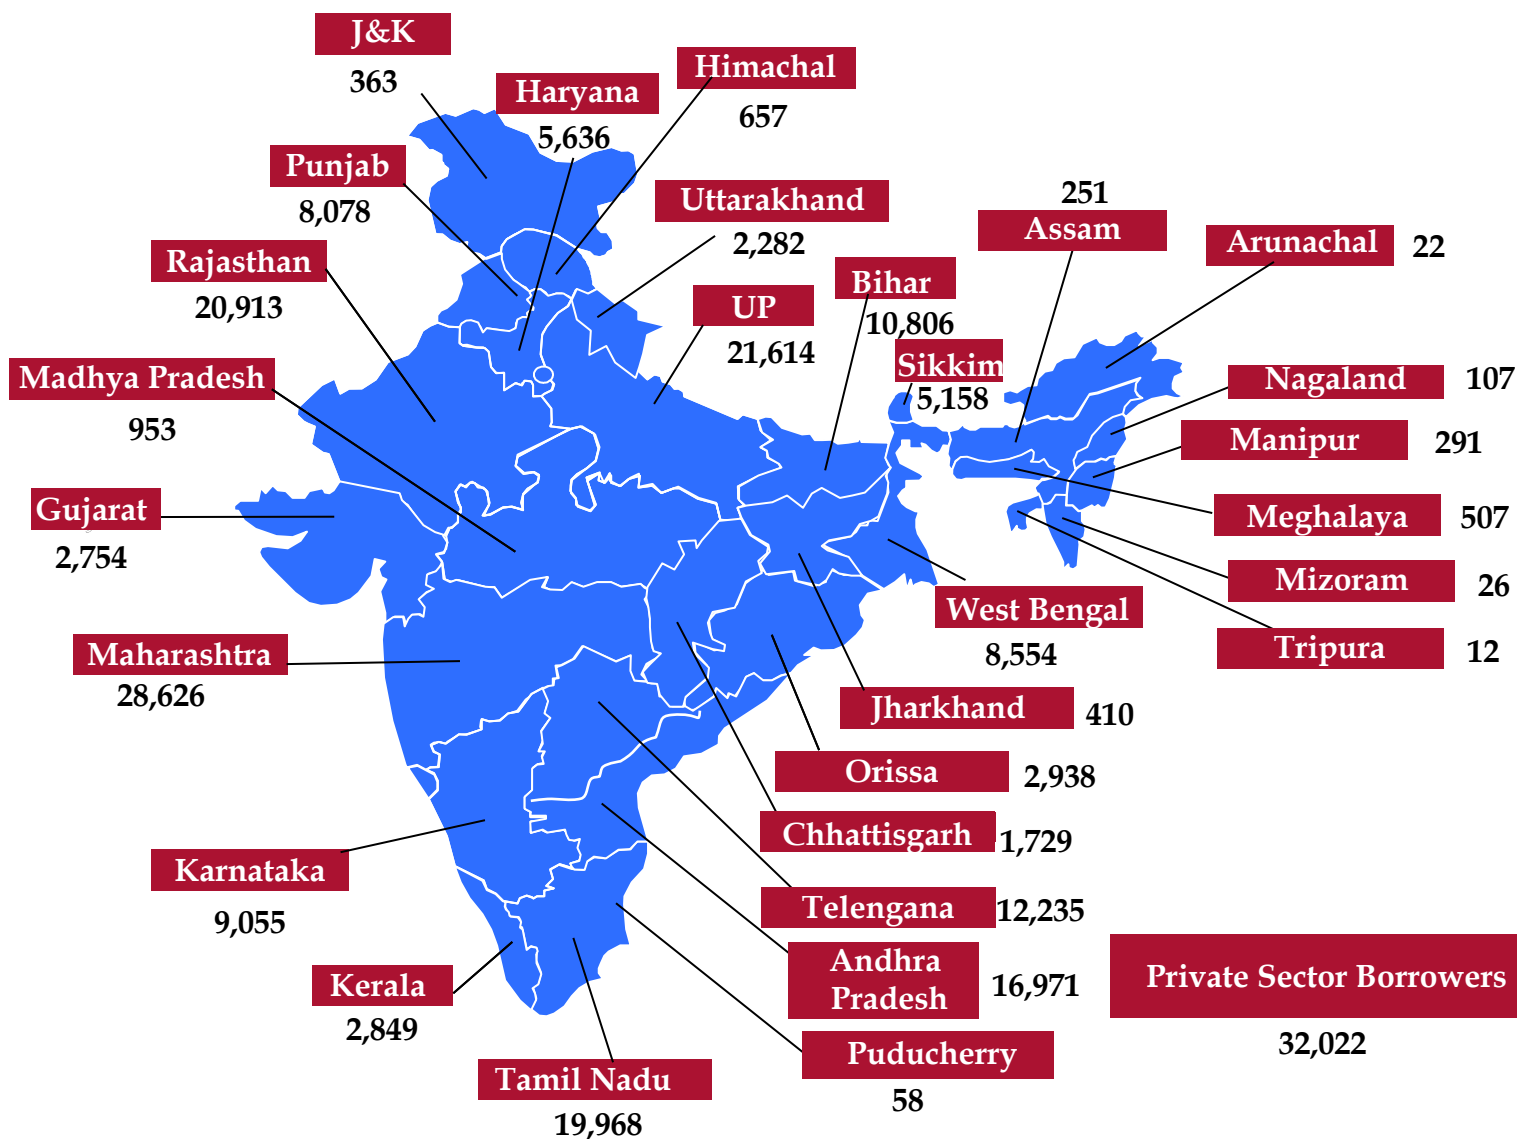 J&K
363
Himachal
657
Haryana
5,636
Punjab
8,078
Uttarakhand
2,282
251
Assam
Arunachal 22
Rajasthan
20,913
Bihar
10,806
UP
21,614
Sikkim
5,158
Madhya Pradesh
953
Nagaland 107
Manipur 291
Gujarat
2,754
Meghalaya 507
Mizoram 26
West Bengal
8,554
Tripura 12
Maharashtra
28,626
Jharkhand 410
Orissa 2,938
Chhattisgarh 1,729
Karnataka
9,055
Telengana 12,235
Andhra
Pradesh 16,971
Private Sector Borrowers
32,022
Kerala
2,849
Puducherry
58
Tamil Nadu
19,968